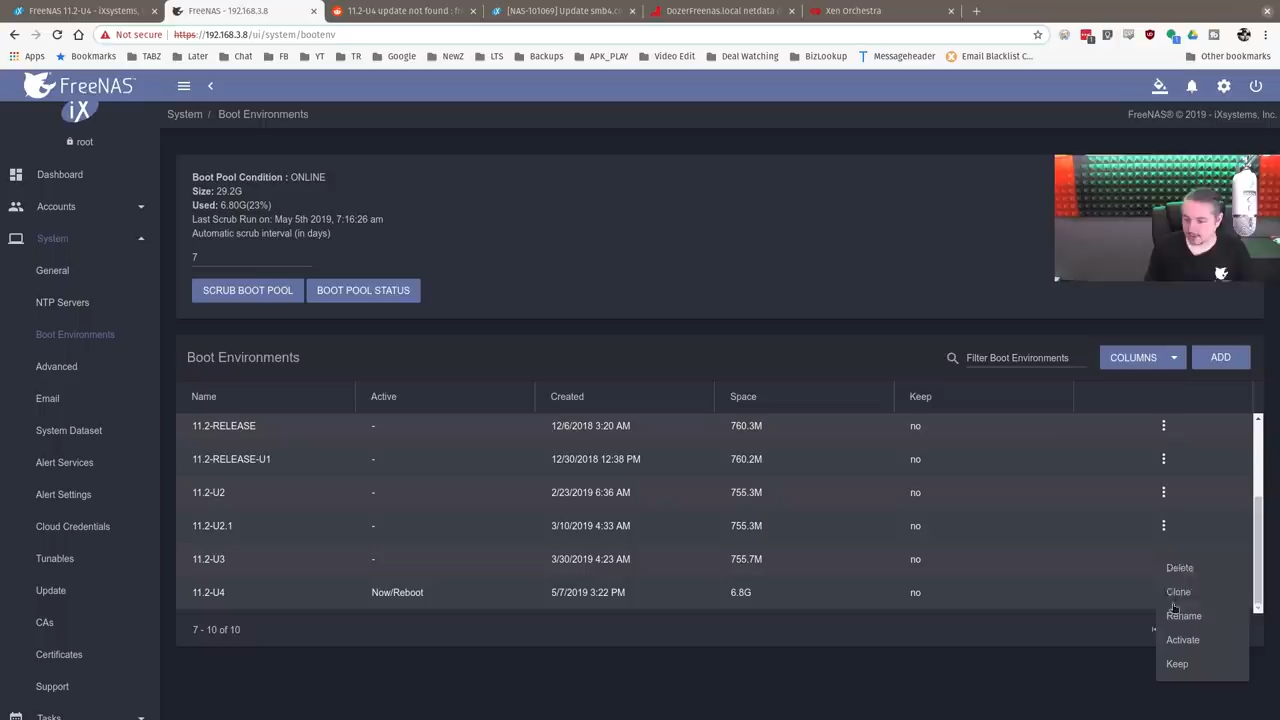 FreeNAS 11.2-U4 - iXsystems,
FreeNAS - 192.168.3.8
11.2-U4 update not found : fr
[NAS-101069] Update smb4.c
DozerFreenas.local netdata
Xen Orchestra
Not secure
https://192.168.3.8/ui/system/bootenv
Apps
Bookmarks
TABZ
Later
Chat
FB
YT
TR
Google
NewZ
LTS
Backups
APK_PLAY
Video Edit
Deal Watching
BizLookup
Messageheader
Email Blacklist C...
Other bookmarks
FreeNAS®
System / Boot Environments
FreeNAS® © 2019 - iXsystems, Inc.
iX
root
Dashboard
Accounts
System
General
NTP Servers
Boot Environments
Advanced
Email
System Dataset
Alert Services
Alert Settings
Cloud Credentials
Tunables
Update
CAs
Certificates
Support
Tasks
Boot Pool Condition : ONLINE
Size: 29.2G
Used: 6.80G(23%)
Last Scrub Run on: May 5th 2019, 7:16:26 am
Automatic scrub interval (in days)
7
SCRUB BOOT POOL
BOOT POOL STATUS
Boot Environments
Filter Boot Environments
COLUMNS
ADD
Name Active Created Space Keep
11.2-RELEASE - 12/6/2018 3:20 AM 760.3M no
11.2-RELEASE-U1 - 12/30/2018 12:38 PM 760.2M no
11.2-U2 - 2/23/2019 6:36 AM 755.3M no
11.2-U2.1 - 3/10/2019 4:33 AM 755.3M no
11.2-U3 - 3/30/2019 4:23 AM 755.7M no
11.2-U4 Now/Reboot 5/7/2019 3:22 PM 6.8G no
7 - 10 of 10
Delete
Clone
Rename
Activate
Keep